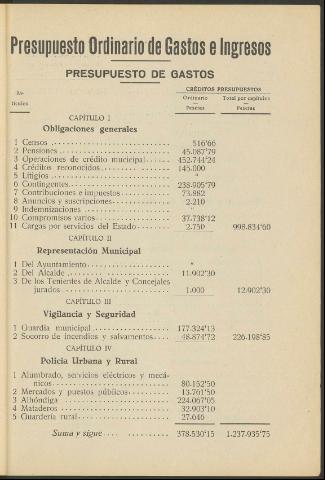 Presupuesto Ordinario de Gastos e Ingresos
PRESUPUESTO DE GASTOS
Ar-
tículos
CRÉDITOS PRESUPUESTOS
Ordinario Total por capítulos
Pesetas Pesetas
CAPÍTULO I
Obligaciones generales
1 Censos 516'66
2 Pensiones 45.087'79
3 Operaciones de crédito municipal 452.744'24
4 Créditos reconocidos 145.000
5 Litigios »
6 Contingentes 238.905'79
7 Contribuciones e impuestos 73.882
8 Anuncios y suscripciones 2.210
9 Indemnizaciones »
10 Compromisos varios 37.738'12
11 Cargas por servicios del Estado 2.750 998.834'60
CAPÍTULO II
Representación Municipal
1 Del Ayuntamiento »
2 Del Alcalde 11.902'30
3 De los Tenientes de Alcalde y Concejales
jurados 1.000 12.902'30
CAPÍTULO III
Vigilancia y Seguridad
1 Guardia municipal 177.324'13
2 Socorro de incendios y salvamentos 48.874'72 226.198'85
CAPÍTULO IV
Policía Urbana y Rural
1 Alumbrado, servicios eléctricos y mecá-
nicos 80.152'50
2 Mercados y puestos públicos 13.761'50
3 Alhóndiga 224.067'05
4 Mataderos 32.903'10
5 Guardería rural 27.646
Suma y sigue 378.530'15 1.237.935'75